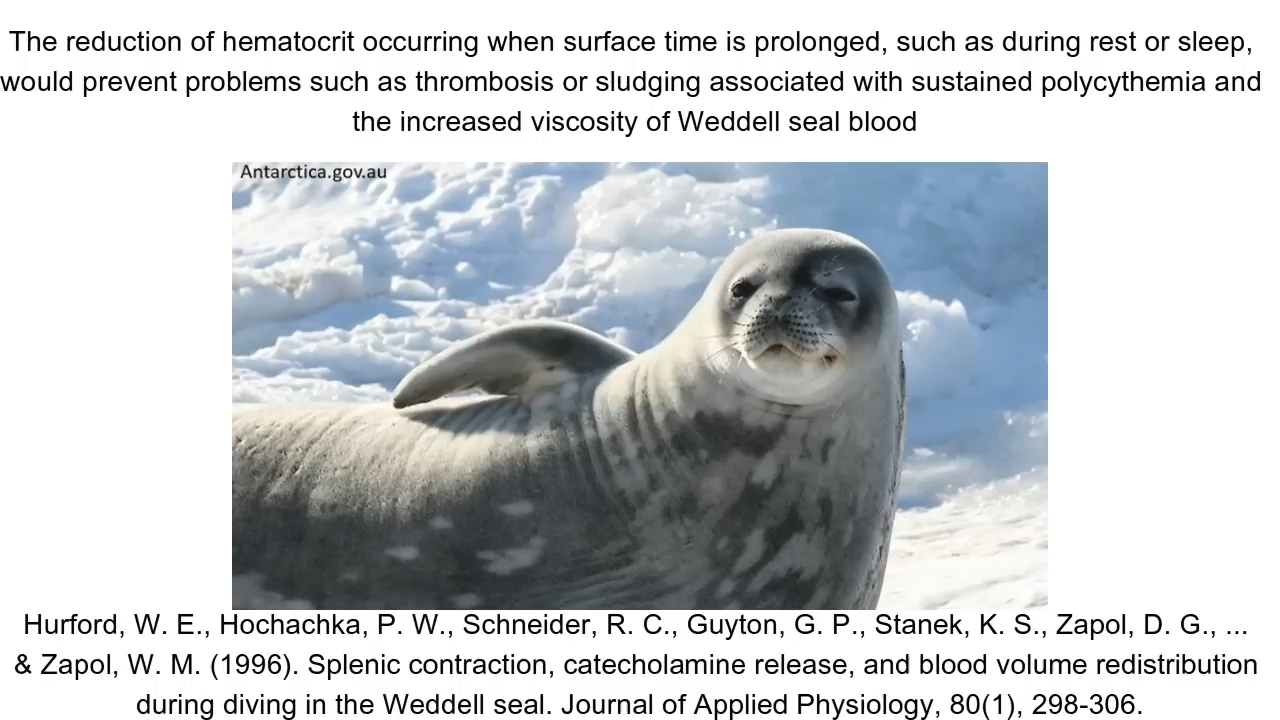 The reduction of hematocrit occurring when surface time is prolonged, such as during rest or sleep,
would prevent problems such as thrombosis or sludging associated with sustained polycythemia and
the increased viscosity of Weddell seal blood
Antarctica.gov.au
Hurford, W. E., Hochachka, P. W., Schneider, R. C., Guyton, G. P., Stanek, K. S., Zapol, D. G., ...
& Zapol, W. M. (1996). Splenic contraction, catecholamine release, and blood volume redistribution
during diving in the Weddell seal. Journal of Applied Physiology, 80(1), 298-306.